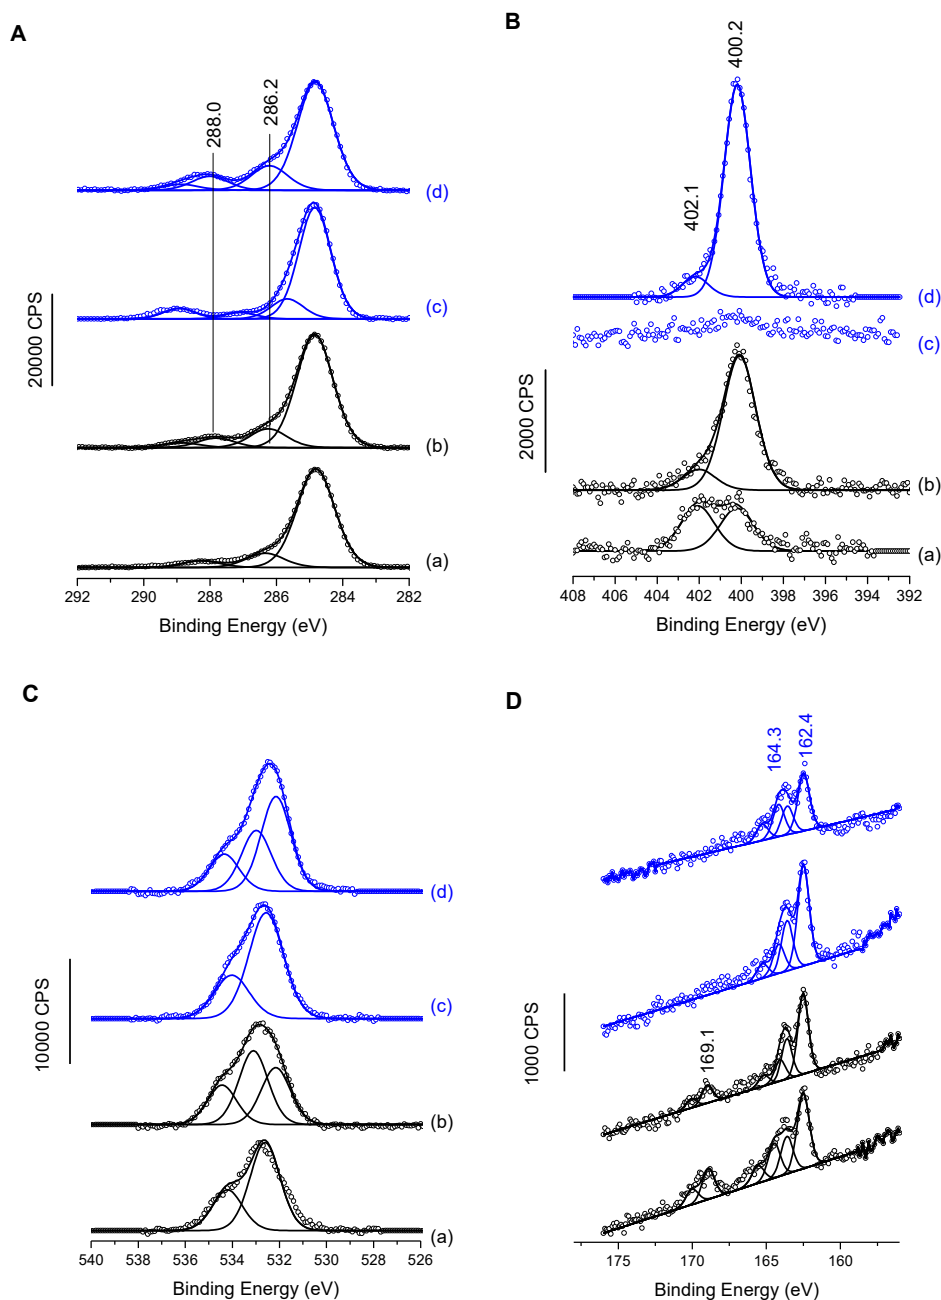 A
288.0
286.2
(d)
(c)
(b)
(a)
20000 CPS
292 290 288 286 284 282
Binding Energy (eV)
B
402.1
400.2
(d)
(c)
(b)
(a)
2000 CPS
408 406 404 402 400 398 396 394 392
Binding Energy (eV)
C
(d)
(c)
(b)
(a)
10000 CPS
540 538 536 534 532 530 528 526
Binding Energy (eV)
D
164.3
162.4
169.1
1000 CPS
175 170 165 160
Binding Energy (eV)